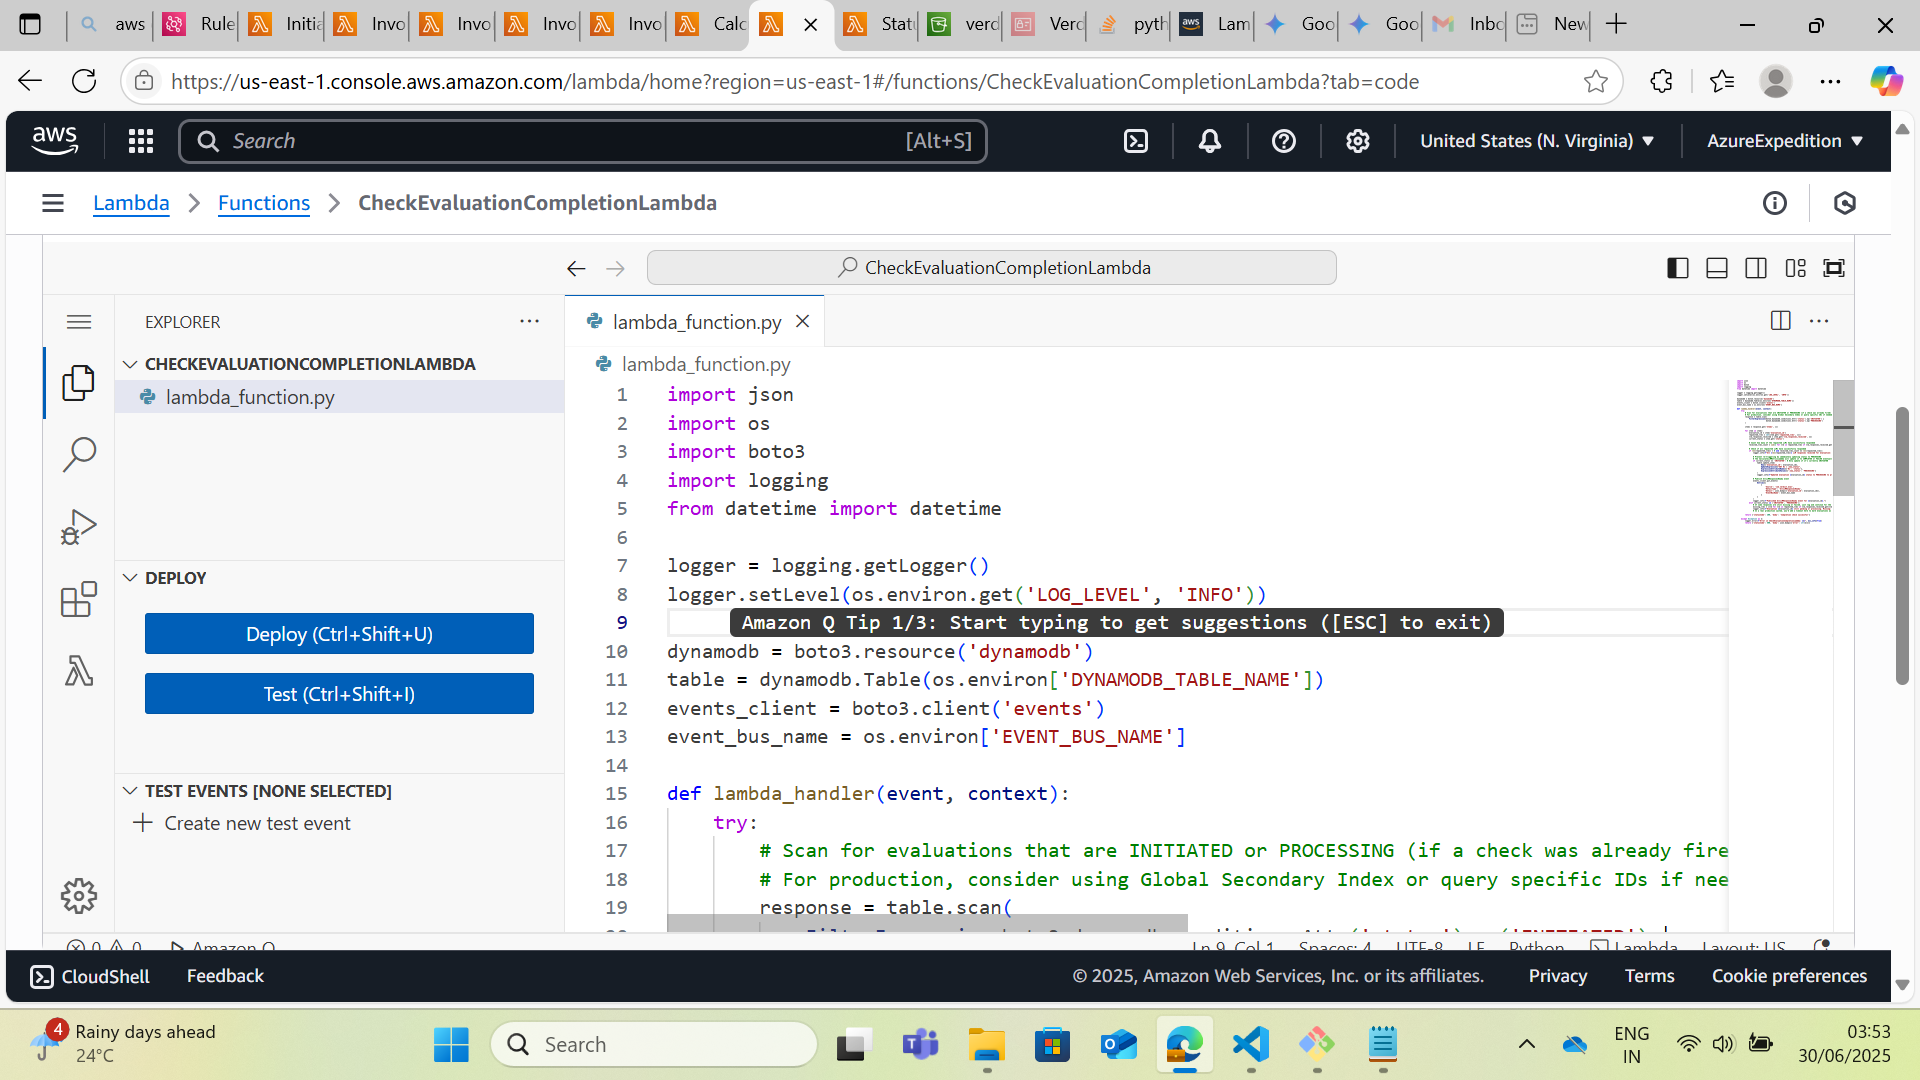 aws
Rule
Initia
Invo
Invo
Invo
Invo
Calc
Stat
verd
Verd
pyth
Lam
Goo
Goo
Inbo
New
https://us-east-1.console.aws.amazon.com/lambda/home?region=us-east-1#/functions/CheckEvaluationCompletionLambda?tab=code
aws
Search
[Alt+S]
United States (N. Virginia)
AzureExpedition
Lambda > Functions > CheckEvaluationCompletionLambda
CheckEvaluationCompletionLambda
EXPLORER
CHECKEVALUATIONCOMPLETIONLAMBDA
lambda_function.py
DEPLOY
Deploy (Ctrl+Shift+U)
Test (Ctrl+Shift+I)
TEST EVENTS [NONE SELECTED]
Create new test event
lambda_function.py
lambda_function.py
1 import json
2 import os
3 import boto3
4 import logging
5 from datetime import datetime
6
7 logger = logging.getLogger()
8 logger.setLevel(os.environ.get('LOG_LEVEL', 'INFO'))
9 Amazon Q Tip 1/3: Start typing to get suggestions ([ESC] to exit)
10 dynamodb = boto3.resource('dynamodb')
11 table = dynamodb.Table(os.environ['DYNAMODB_TABLE_NAME'])
12 events_client = boto3.client('events')
13 event_bus_name = os.environ['EVENT_BUS_NAME']
14
15 def lambda_handler(event, context):
16 try:
17 # Scan for evaluations that are INITIATED or PROCESSING (if a check was already fire
18 # For production, consider using Global Secondary Index or query specific IDs if nee
19 response = table.scan(
0 0 Amazon Q
Ln 9, Col 1 Spaces: 4 UTF-8 LF Python Lambda Layout: US
CloudShell
Feedback
© 2025, Amazon Web Services, Inc. or its affiliates.
Privacy
Terms
Cookie preferences
4
Rainy days ahead
24°C
Search
ENG
IN
03:53
30/06/2025